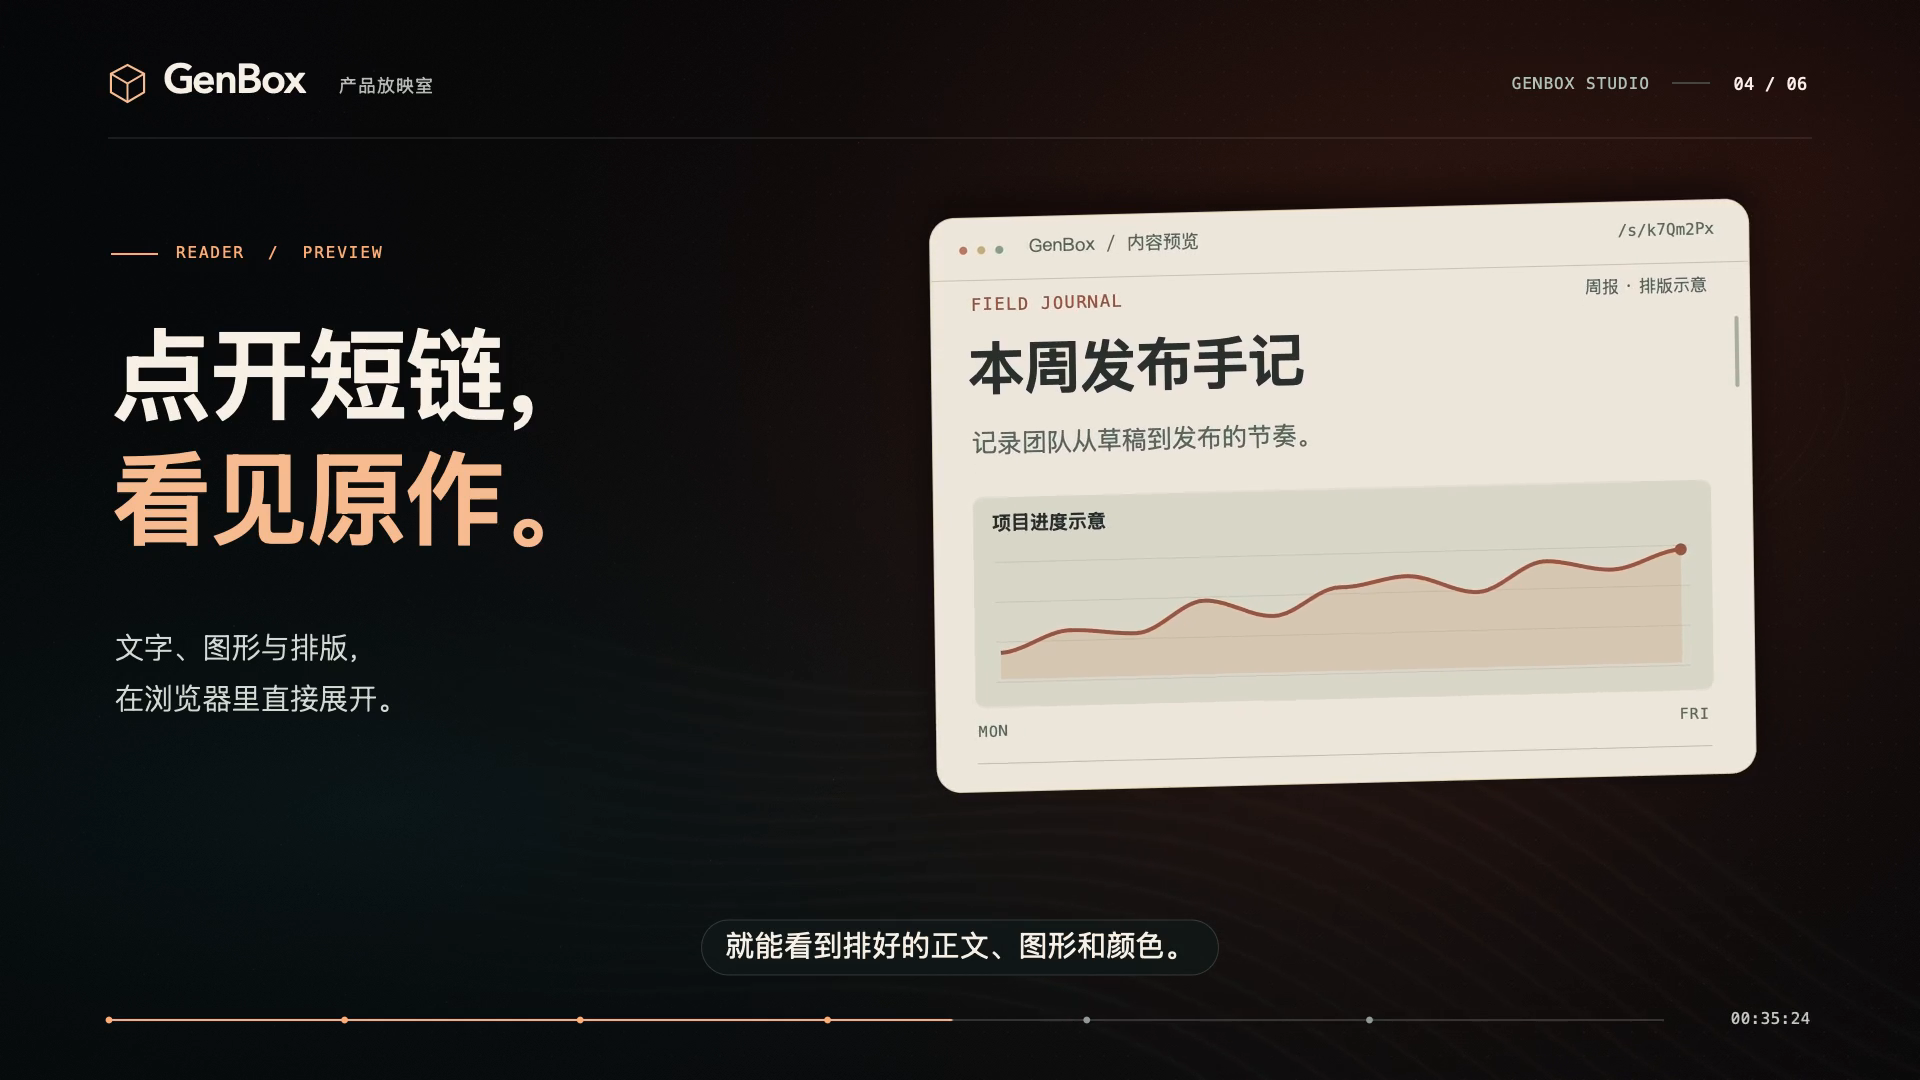 GenBox 产品放映室
GENBOX STUDIO 04 / 06
READER / PREVIEW
点开短链,
看见原作。
文字、图形与排版,
在浏览器里直接展开。
GenBox / 内容预览
/s/k7Qm2Px
FIELD JOURNAL
周报 · 排版示意
本周发布手记
记录团队从草稿到发布的节奏。
项目进度示意
MON
FRI
就能看到排好的正文、图形和颜色。
00:35:24